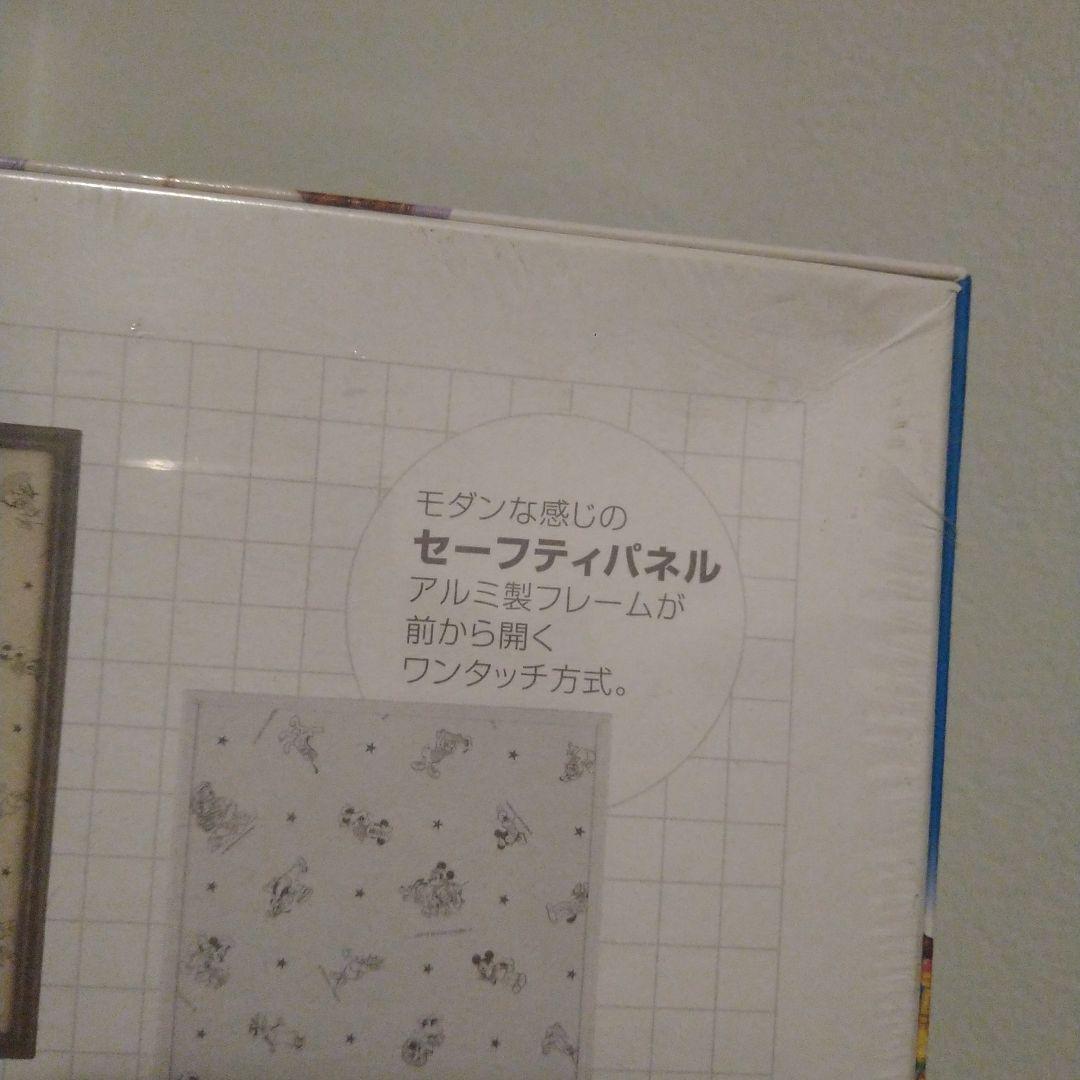 モダンな感じの
セーフティパネル
アルミ製フレームが
前から開く
ワンタッチ方式。